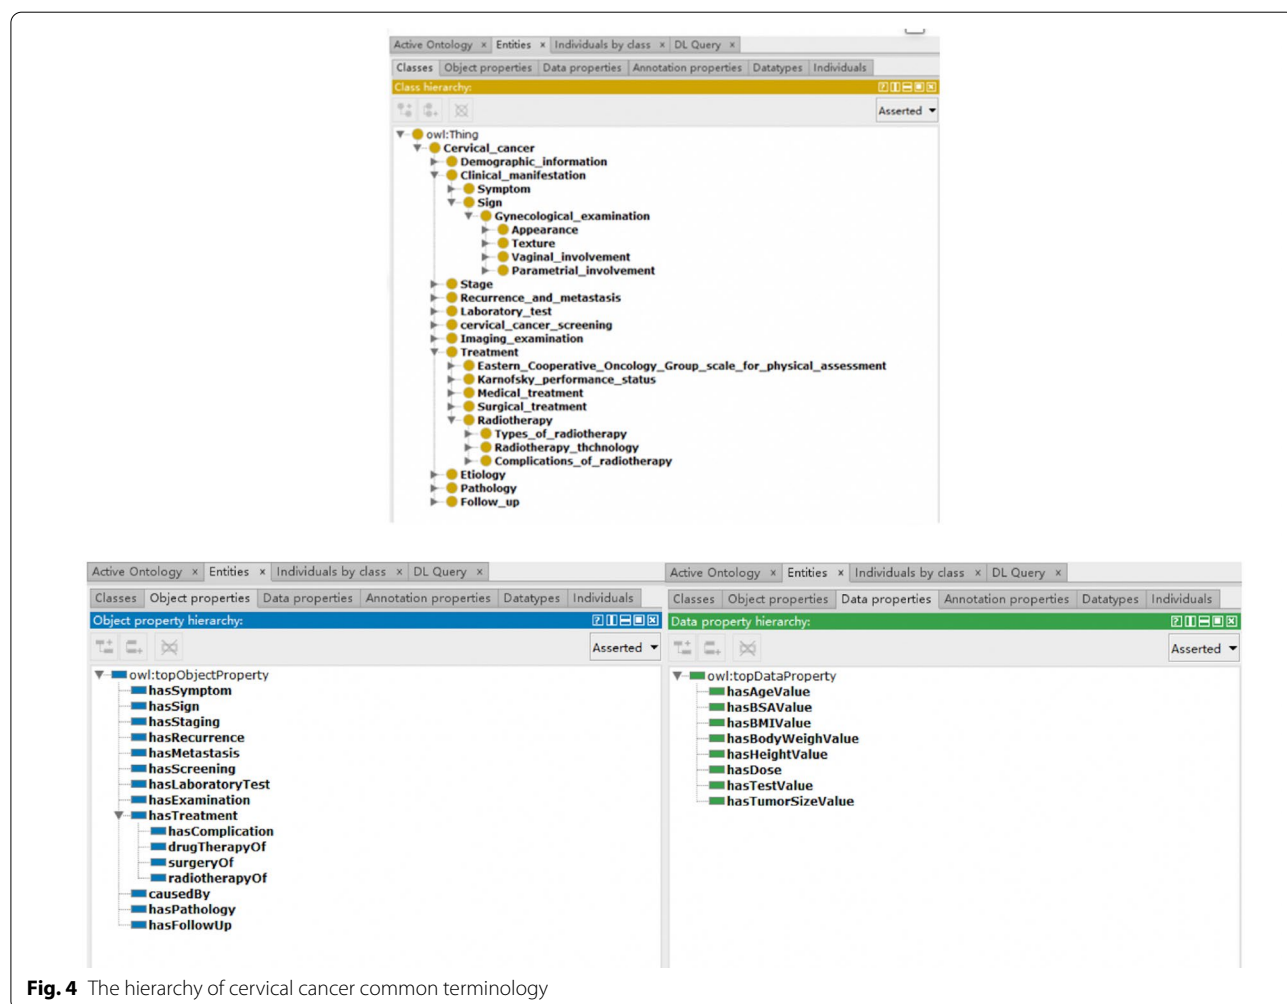 Active Ontology × Entities × Individuals by class × DL Query ×
Classes Object properties Data properties Annotation properties Datatypes Individuals
Class hierarchy:
Asserted
owl:Thing
Cervical_cancer
Demographic_information
Clinical_manifestation
Symptom
Sign
Gynecological_examination
Appearance
Texture
Vaginal_involvement
Parametrial_involvement
Stage
Recurrence_and_metastasis
Laboratory_test
cervical_cancer_screening
Imaging_examination
Treatment
Eastern_Cooperative_Oncology_Group_scale_for_physical_assessment
Karnofsky_performance_status
Medical_treatment
Surgical_treatment
Radiotherapy
Types_of_radiotherapy
Radiotherapy_thchnology
Complications_of_radiotherapy
Etiology
Pathology
Follow_up
Active Ontology × Entities × Individuals by class × DL Query ×
Classes Object properties Data properties Annotation properties Datatypes Individuals
Object property hierarchy:
Asserted
owl:topObjectProperty
hasSymptom
hasSign
hasStaging
hasRecurrence
hasMetastasis
hasScreening
hasLaboratoryTest
hasExamination
hasTreatment
hasComplication
drugTherapyOf
surgeryOf
radiotherapyOf
causedBy
hasPathology
hasFollowUp
Active Ontology × Entities × Individuals by class × DL Query ×
Classes Object properties Data properties Annotation properties Datatypes Individuals
Data property hierarchy:
Asserted
owl:topDataProperty
hasAgeValue
hasBSAValue
hasBMIValue
hasBodyWeighValue
hasHeightValue
hasDose
hasTestValue
hasTumorSizeValue
Fig. 4 The hierarchy of cervical cancer common terminology